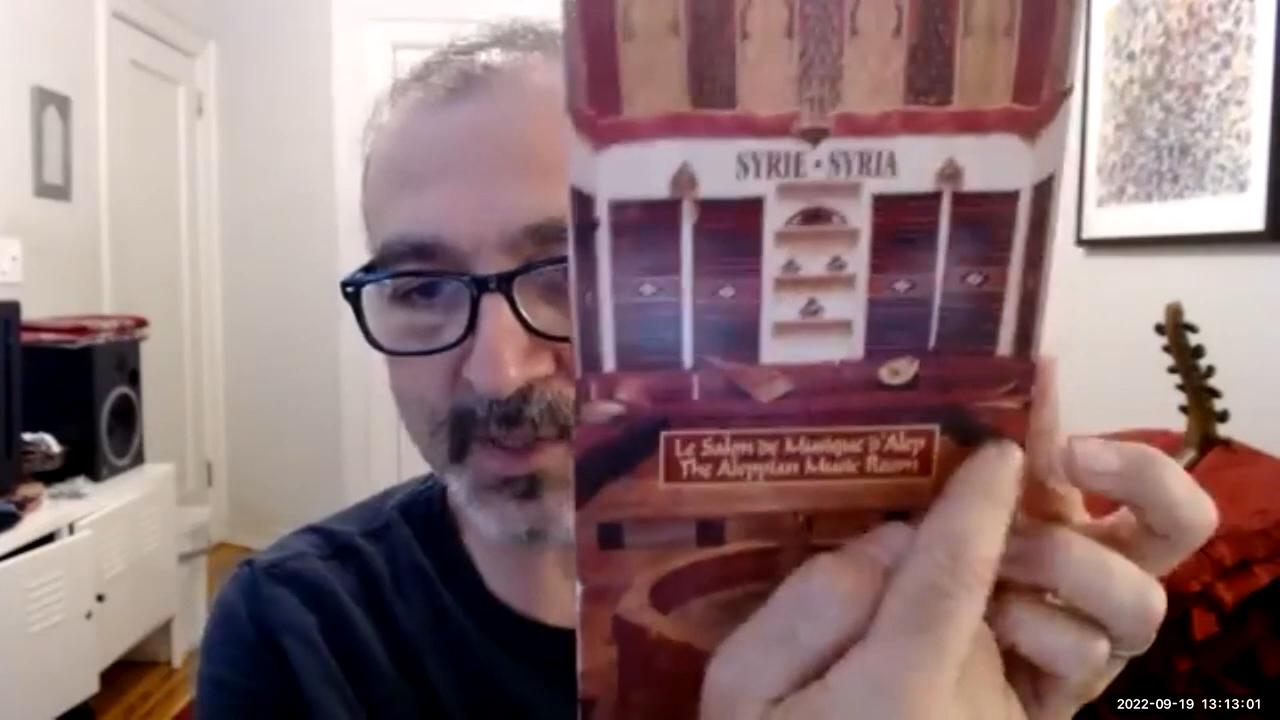 SYRIE • SYRIA
Le Salon de Musique d'Alep
The Aleppian Music Room
2022-09-19 13:13:01